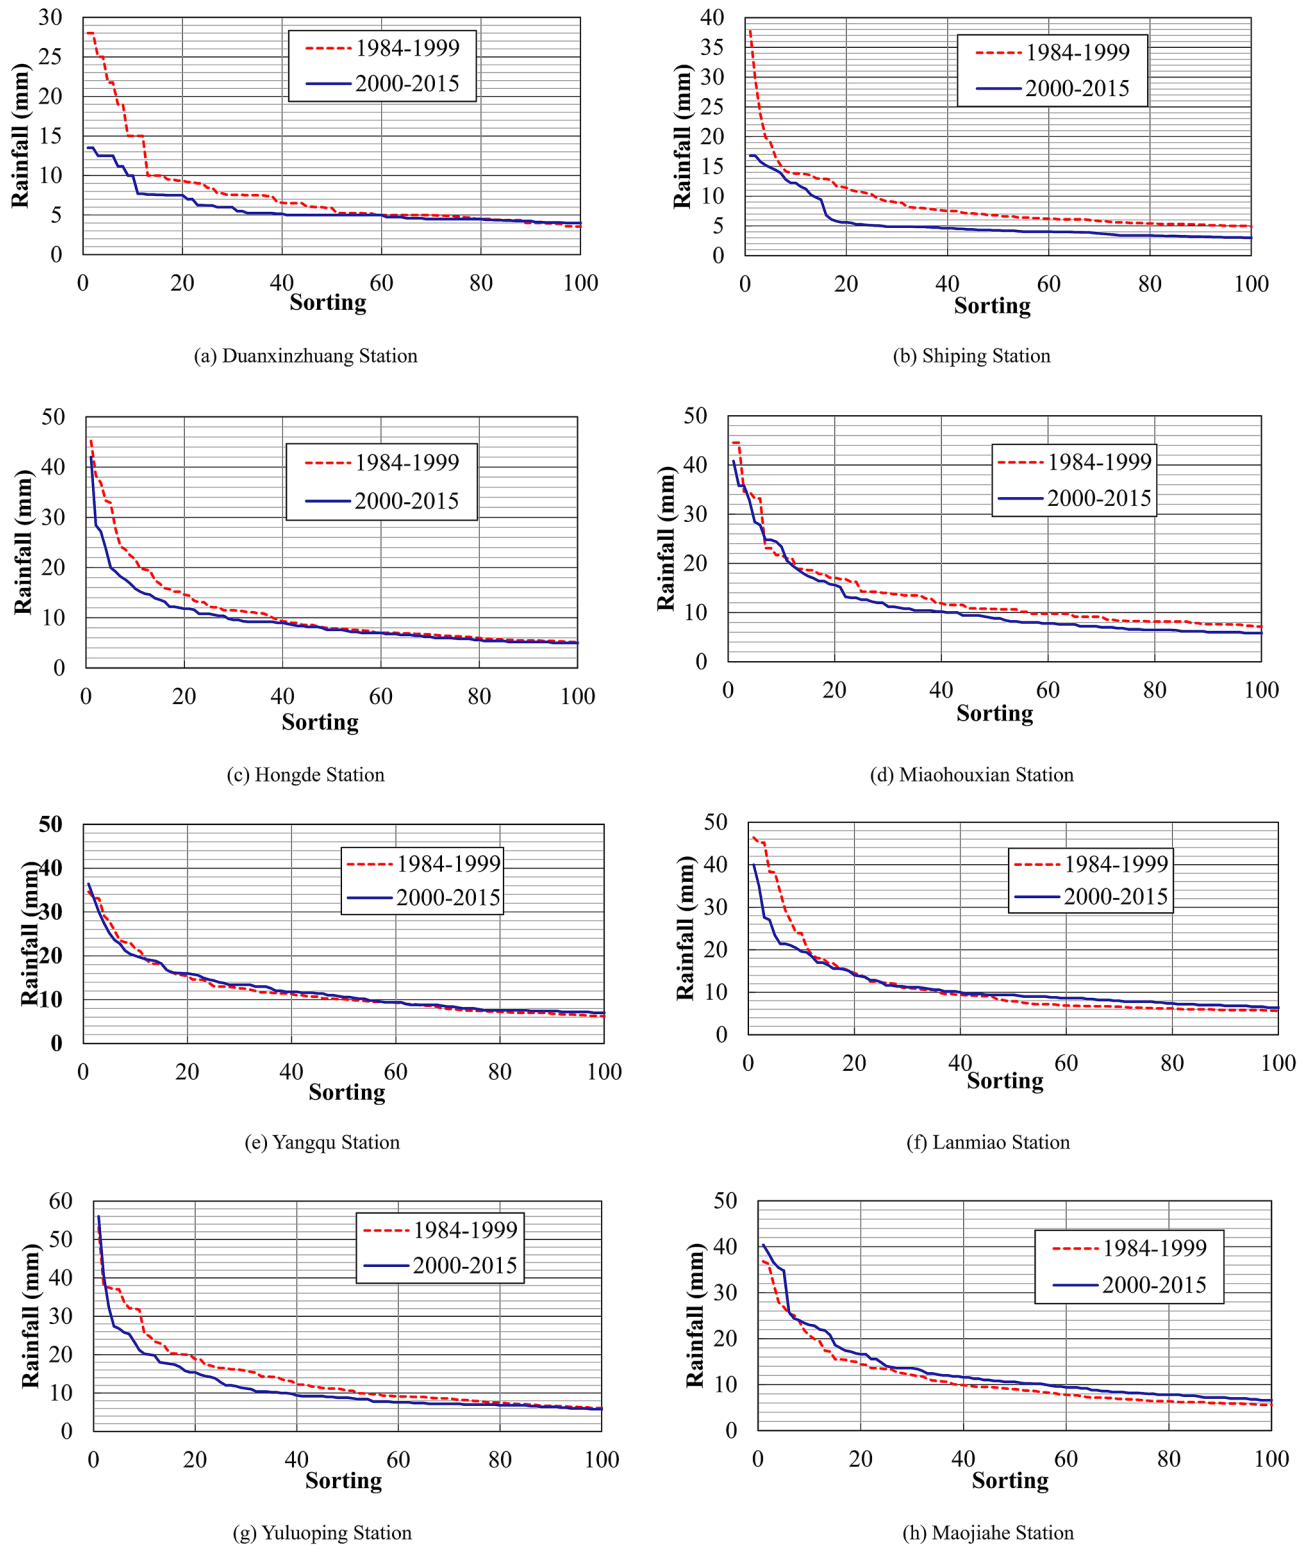 30
25
20
15
10
5
0
Rainfall (mm)
1984-1999
2000-2015
0 20 40 60 80 100
Sorting
(a) Duanxinzhuang Station
40
35
30
25
20
15
10
5
0
Rainfall (mm)
1984-1999
2000-2015
0 20 40 60 80 100
Sorting
(b) Shiping Station
50
40
30
20
10
0
Rainfall (mm)
1984-1999
2000-2015
0 20 40 60 80 100
Sorting
(c) Hongde Station
50
40
30
20
10
0
Rainfall (mm)
1984-1999
2000-2015
0 20 40 60 80 100
Sorting
(d) Miaohouxian Station
50
40
30
20
10
0
Rainfall (mm)
1984-1999
2000-2015
0 20 40 60 80 100
Sorting
(e) Yangqu Station
50
40
30
20
10
0
Rainfall (mm)
1984-1999
2000-2015
0 20 40 60 80 100
Sorting
(f) Lanmiao Station
60
50
40
30
20
10
0
Rainfall (mm)
1984-1999
2000-2015
0 20 40 60 80 100
Sorting
(g) Yuluoping Station
50
40
30
20
10
0
Rainfall (mm)
1984-1999
2000-2015
0 20 40 60 80 100
Sorting
(h) Maojiahe Station